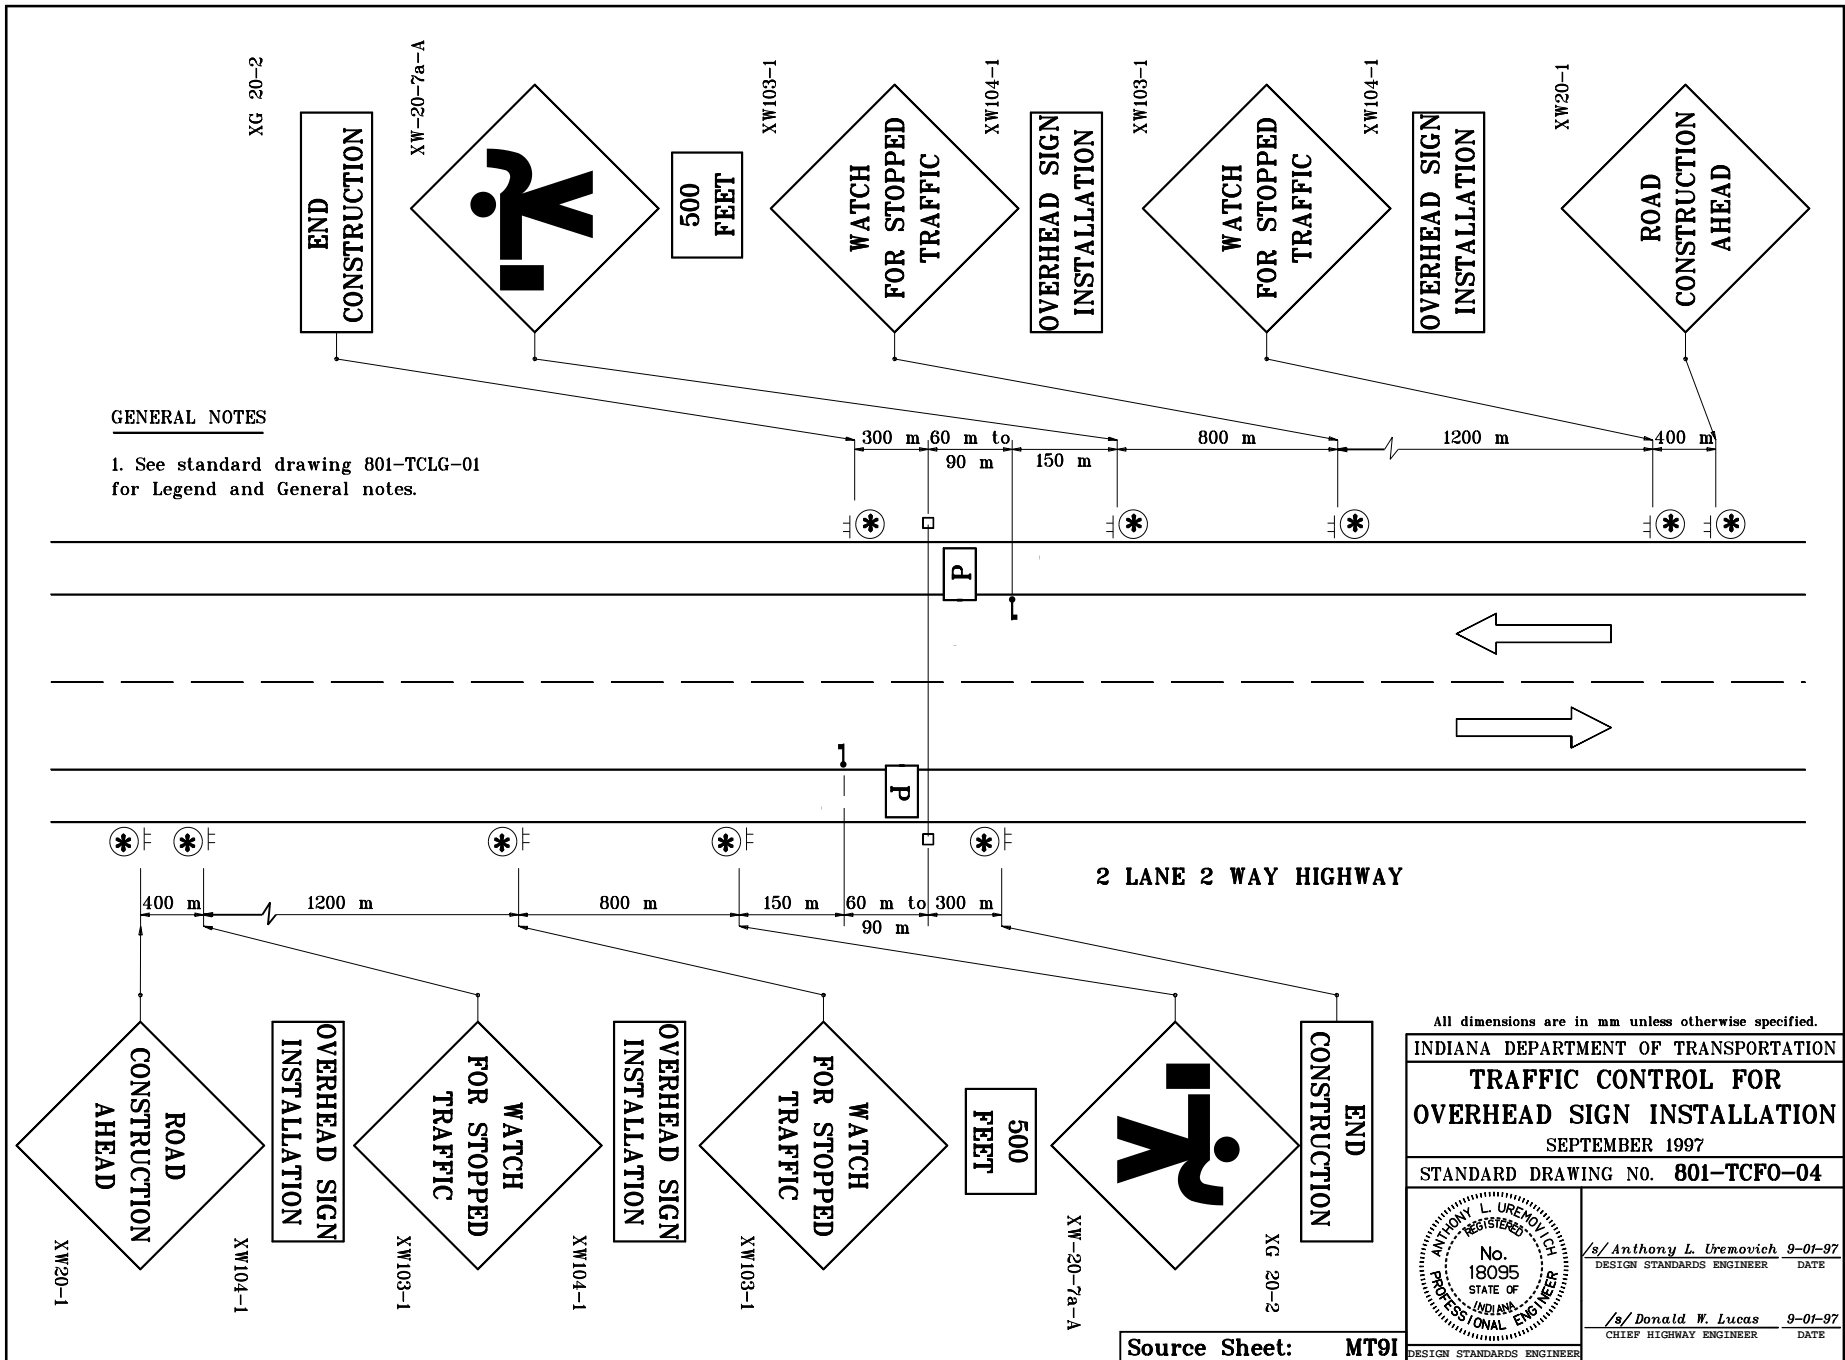 XG 20-2
END
CONSTRUCTION
XW-20-7a-A
500
FEET
XW103-1
WATCH
FOR STOPPED
TRAFFIC
XW104-1
OVERHEAD SIGN
INSTALLATION
XW103-1
WATCH
FOR STOPPED
TRAFFIC
XW104-1
OVERHEAD SIGN
INSTALLATION
XW20-1
ROAD
CONSTRUCTION
AHEAD
GENERAL NOTES
1. See standard drawing 801-TCLG-01
for Legend and General notes.
300 m 60 m to 90 m 150 m 800 m 1200 m 400 m
P
P
2 LANE 2 WAY HIGHWAY
400 m 1200 m 800 m 150 m 60 m to 90 m 300 m
XW20-1
ROAD
CONSTRUCTION
AHEAD
XW104-1
OVERHEAD SIGN
INSTALLATION
XW103-1
WATCH
FOR STOPPED
TRAFFIC
XW104-1
OVERHEAD SIGN
INSTALLATION
XW103-1
WATCH
FOR STOPPED
TRAFFIC
500
FEET
XW-20-7a-A
XG 20-2
END
CONSTRUCTION
All dimensions are in mm unless otherwise specified.
INDIANA DEPARTMENT OF TRANSPORTATION
TRAFFIC CONTROL FOR
OVERHEAD SIGN INSTALLATION
SEPTEMBER 1997
STANDARD DRAWING NO. 801-TCFO-04
ANTHONY L. UREMOVICH
REGISTERED
No.
18095
STATE OF
INDIANA
PROFESSIONAL ENGINEER
DESIGN STANDARDS ENGINEER
/s/ Anthony L. Uremovich 9-01-97
DESIGN STANDARDS ENGINEER DATE
/s/ Donald W. Lucas 9-01-97
CHIEF HIGHWAY ENGINEER DATE
Source Sheet: MT9I